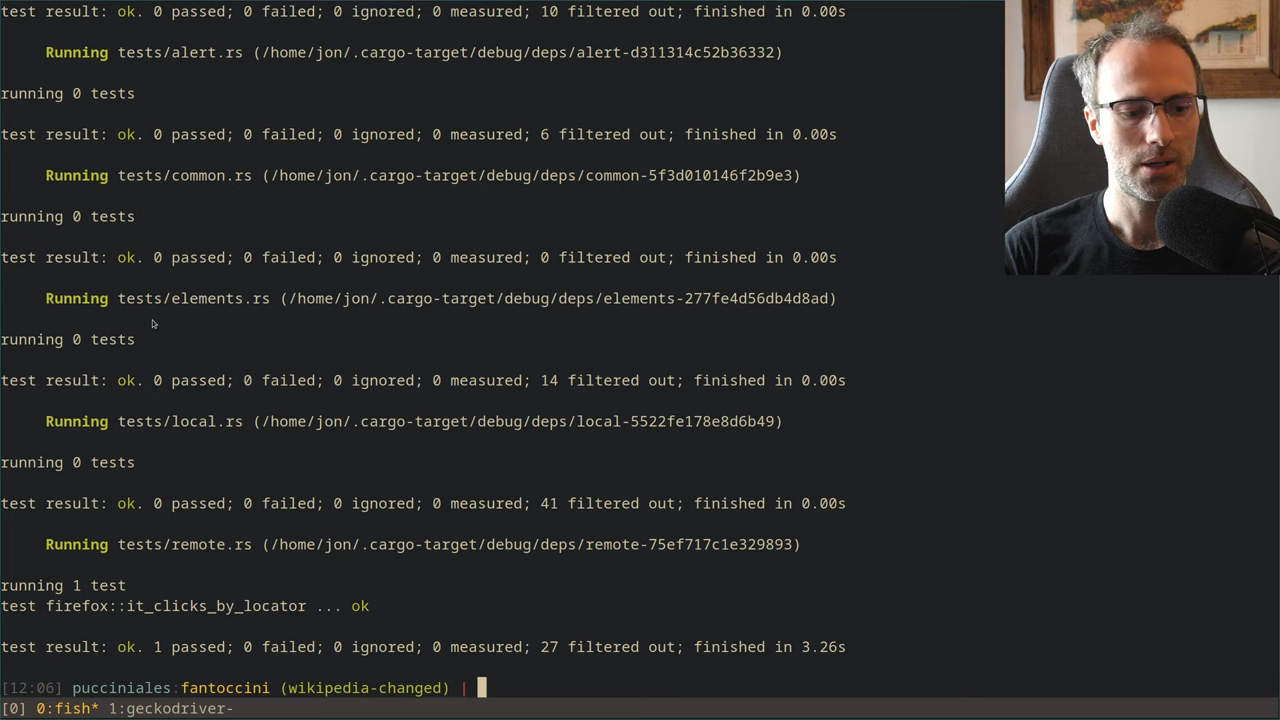 test result: ok. 0 passed; 0 failed; 0 ignored; 0 measured; 10 filtered out; finished in 0.00s
Running tests/alert.rs (/home/jon/.cargo-target/debug/deps/alert-d311314c52b36332)
running 0 tests
test result: ok. 0 passed; 0 failed; 0 ignored; 0 measured; 6 filtered out; finished in 0.00s
Running tests/common.rs (/home/jon/.cargo-target/debug/deps/common-5f3d010146f2b9e3)
running 0 tests
test result: ok. 0 passed; 0 failed; 0 ignored; 0 measured; 0 filtered out; finished in 0.00s
Running tests/elements.rs (/home/jon/.cargo-target/debug/deps/elements-277fe4d56db4d8ad)
running 0 tests
test result: ok. 0 passed; 0 failed; 0 ignored; 0 measured; 14 filtered out; finished in 0.00s
Running tests/local.rs (/home/jon/.cargo-target/debug/deps/local-5522fe178e8d6b49)
running 0 tests
test result: ok. 0 passed; 0 failed; 0 ignored; 0 measured; 41 filtered out; finished in 0.00s
Running tests/remote.rs (/home/jon/.cargo-target/debug/deps/remote-75ef717c1e329893)
running 1 test
test firefox::it_clicks_by_locator ... ok
test result: ok. 1 passed; 0 failed; 0 ignored; 0 measured; 27 filtered out; finished in 3.26s
[12:06] pucciniales:fantoccini (wikipedia-changed) |
[0] 0:fish* 1:geckodriver-